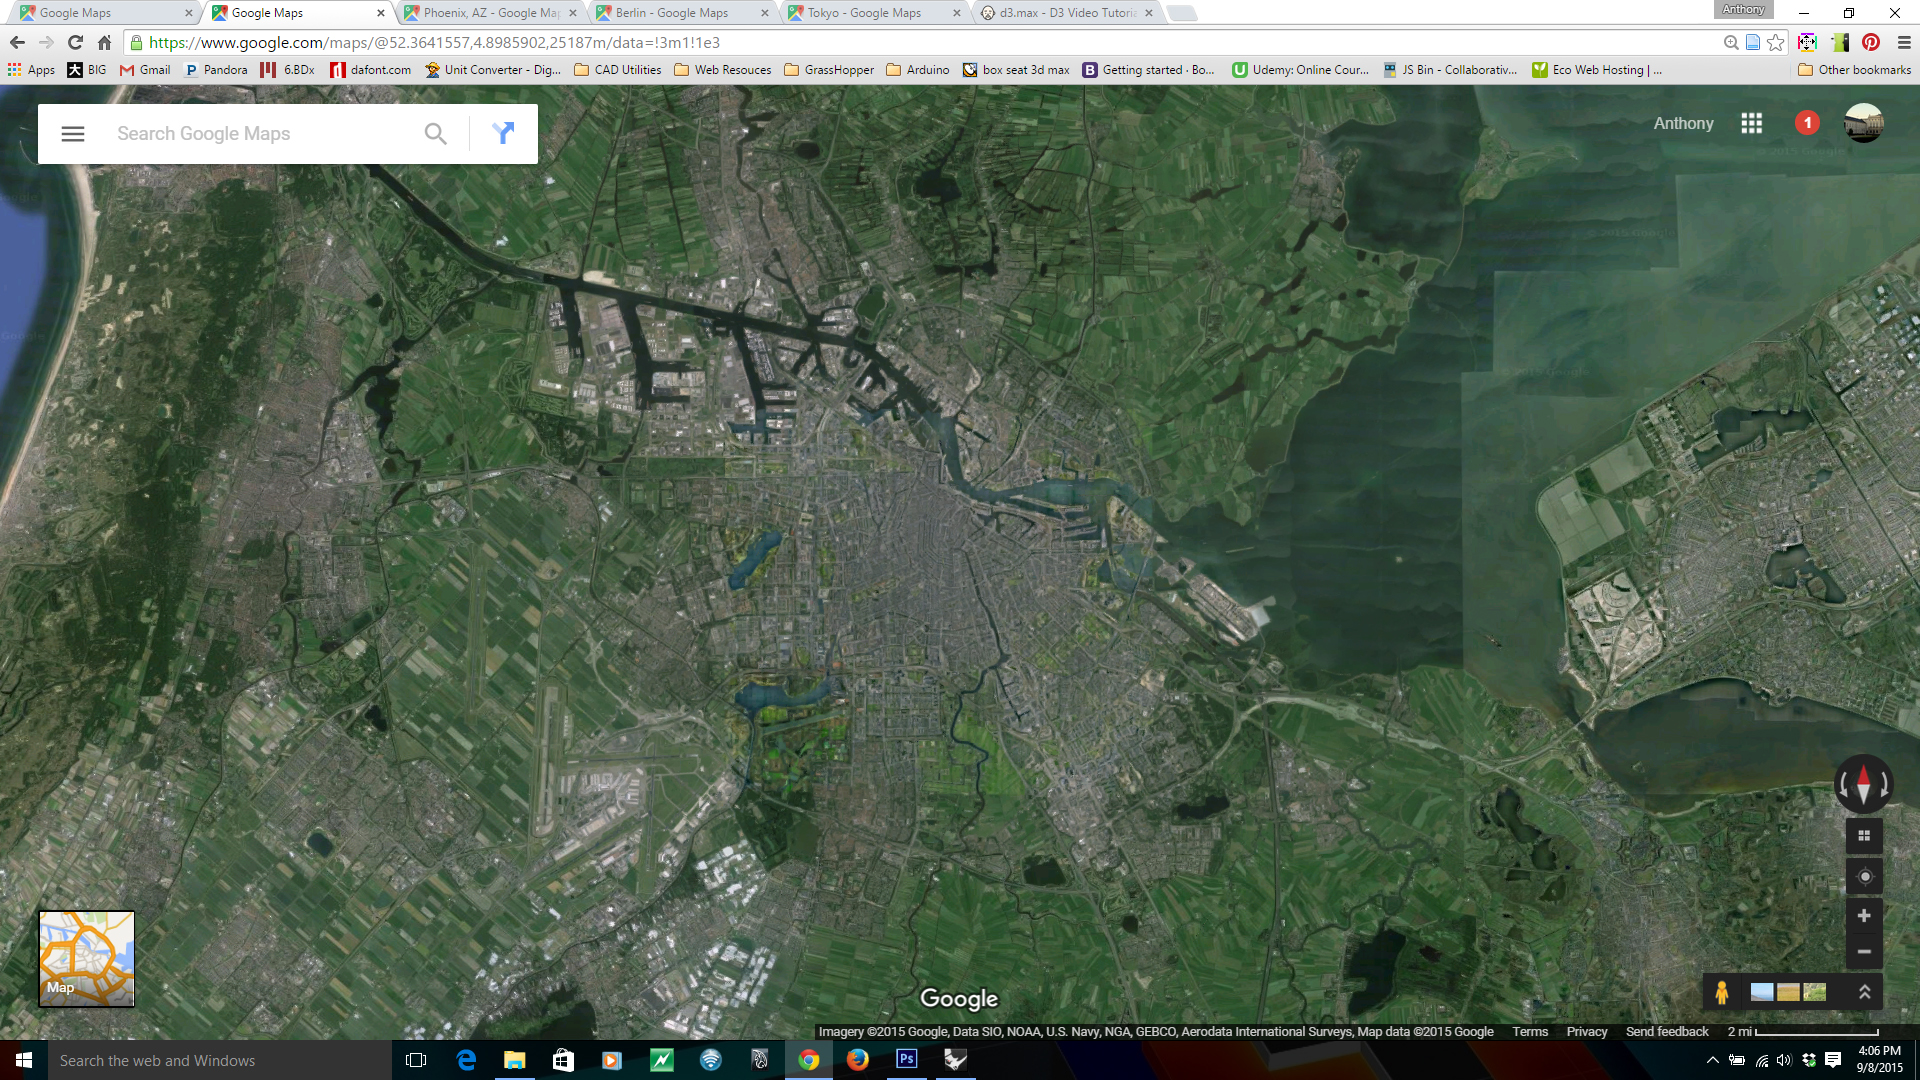 Google Maps
Google Maps
Phoenix, AZ - Google Map
Berlin - Google Maps
Tokyo - Google Maps
d3.max - D3 Video Tutoria
Anthony
https://www.google.com/maps/@52.3641557,4.8985902,25187m/data=!3m1!1e3
Apps
BIG
Gmail
Pandora
6.BDx
dafont.com
Unit Converter - Dig...
CAD Utilities
Web Resouces
GrassHopper
Arduino
box seat 3d max
Getting started · Bo...
Udemy: Online Cour...
JS Bin - Collaborativ...
Eco Web Hosting | ...
Other bookmarks
Search Google Maps
Anthony
1
Map
Google
Imagery ©2015 Google, Data SIO, NOAA, U.S. Navy, NGA, GEBCO, Aerodata International Surveys, Map data ©2015 Google
Terms
Privacy
Send feedback
2 mi
Search the web and Windows
Ps
4:06 PM
9/8/2015